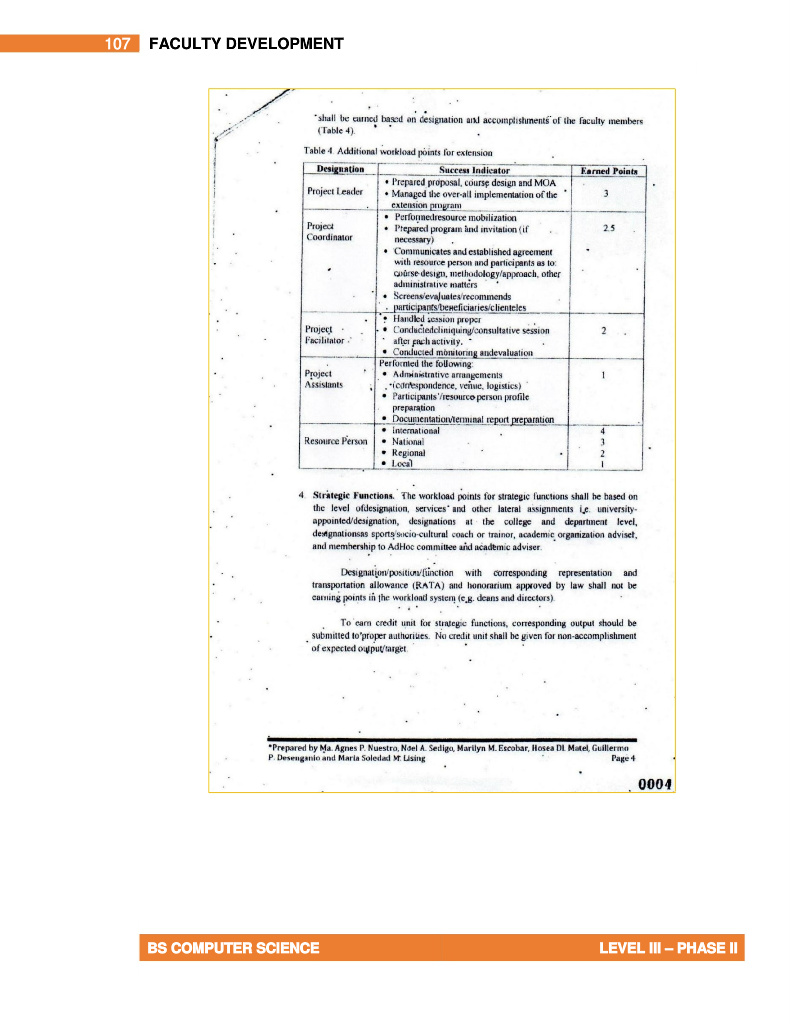 107 FACULTY DEVELOPMENT
shall be earned based on designation and accomplishments of the faculty members
(Table 4).
Table 4. Additional workload points for extension
Designation Success Indicator Earned Points
Project Leader
• Prepared proposal, course design and MOA
• Managed the over-all implementation of the
extension program
3
Project
Coordinator
• Performedresource mobilization
• Prepared program and invitation (if
necessary)
• Communicates and established agreement
with resource person and participants as to:
course design, methodology/approach, other
administrative matters
• Screens/evaluates/recommends
participants/beneficiaries/clienteles
2.5
Project
Facilitator
• Handled session proper
• Conductedcliniquing/consultative session
after each activity.
• Conducted monitoring andevaluation
2
Project
Assistants
Performed the following:
• Administrative arrangements
(correspondence, venue, logistics)
• Participants'/resource person profile
preparation
• Documentation/terminal report preparation
1
Resource Person
• International 4
• National 3
• Regional 2
• Local 1
4. Strategic Functions. The workload points for strategic functions shall be based on
the level ofdesignation, services and other lateral assignments i.e. university-
appointed/designation, designations at the college and department level,
designationsas sports/socio-cultural coach or trainor, academic organization adviser,
and membership to AdHoc committee and academic adviser.
Designation/position/function with corresponding representation and
transportation allowance (RATA) and honorarium approved by law shall not be
earning points in the workload system (e.g. deans and directors).
To earn credit unit for strategic functions, corresponding output should be
submitted to proper authorities. No credit unit shall be given for non-accomplishment
of expected output/target.
*Prepared by Ma. Agnes P. Nuestro, Noel A. Sedigo, Marilyn M. Escobar, Hosea DL Matel, Guillermo
P. Desenganio and Maria Soledad M. Lising Page 4
0004
BS COMPUTER SCIENCE LEVEL III – PHASE II